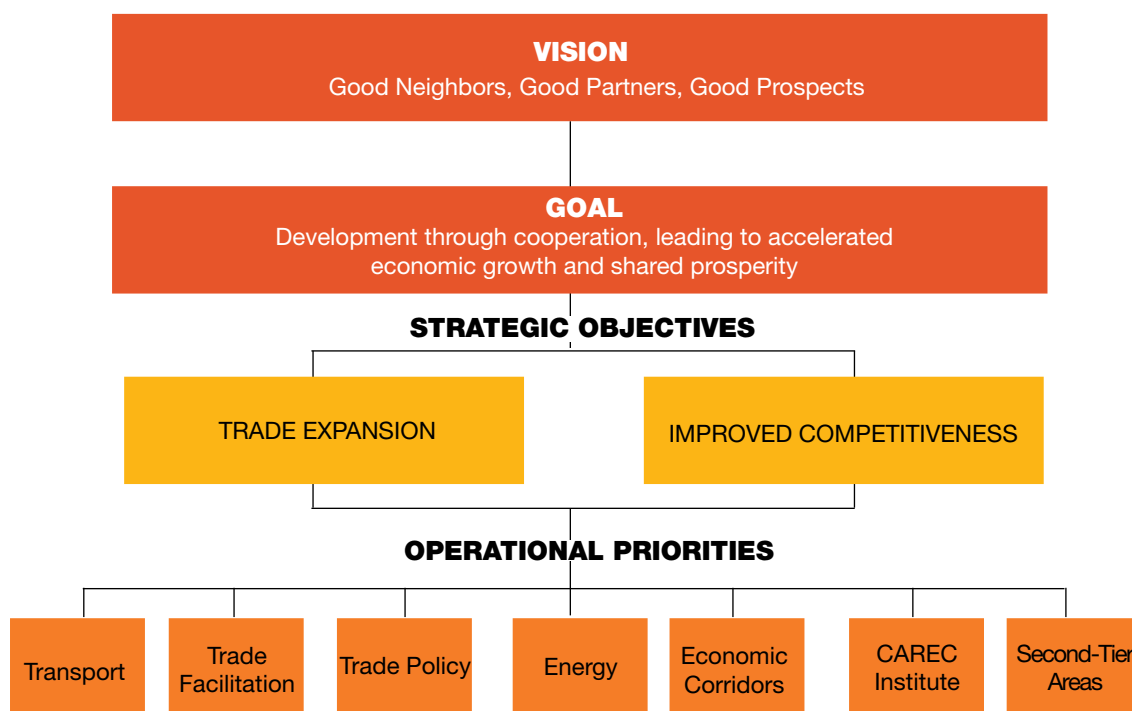 VISION
Good Neighbors, Good Partners, Good Prospects
GOAL
Development through cooperation, leading to accelerated
economic growth and shared prosperity
STRATEGIC OBJECTIVES
TRADE EXPANSION
IMPROVED COMPETITIVENESS
OPERATIONAL PRIORITIES
Transport
Trade
Facilitation
Trade Policy
Energy
Economic
Corridors
CAREC
Institute
Second-Tier
Areas